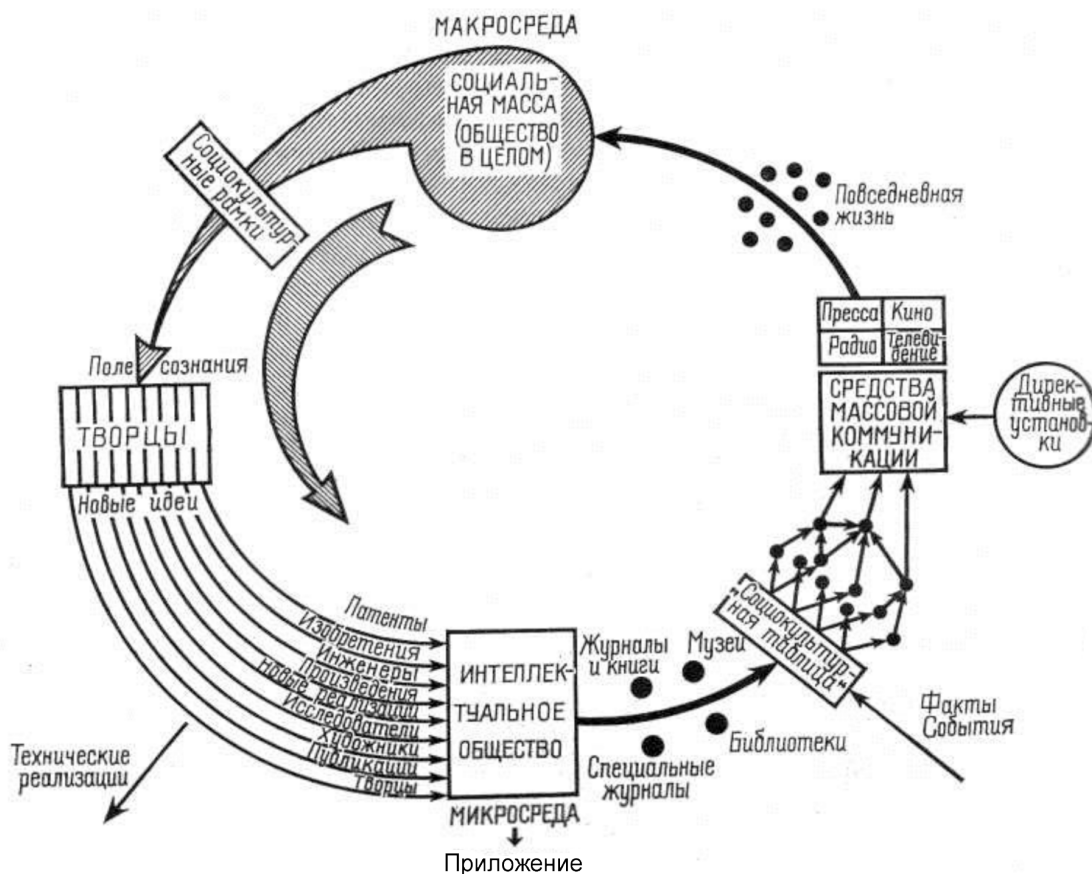 МАКРОСРЕДА
СОЦИАЛЬ-
НАЯ МАССА
(ОБЩЕСТВО
В ЦЕЛОМ)
Социокультур-
ные рамки
Повседневная
жизнь
Пресса
Кино
Радио
Телеви-
дение
СРЕДСТВА
МАССОВОЙ
КОММУНИ-
КАЦИИ
Дирек-
тивные
установ-
ки
Поле сознания
ТВОРЦЫ
Новые идеи
Патенты
Изобретения
Инженеры
Произведения
Новые реализации
Исследователи
Художники
Публикации
Творцы
Технические
реализации
ИНТЕЛЛЕК-
ТУАЛЬНОЕ
ОБЩЕСТВО
МИКРОСРЕДА
Приложение
Журналы
и книги
Музеи
Специальные
журналы
Библиотеки
"Социокультур-
ная таблица"
Факты
События